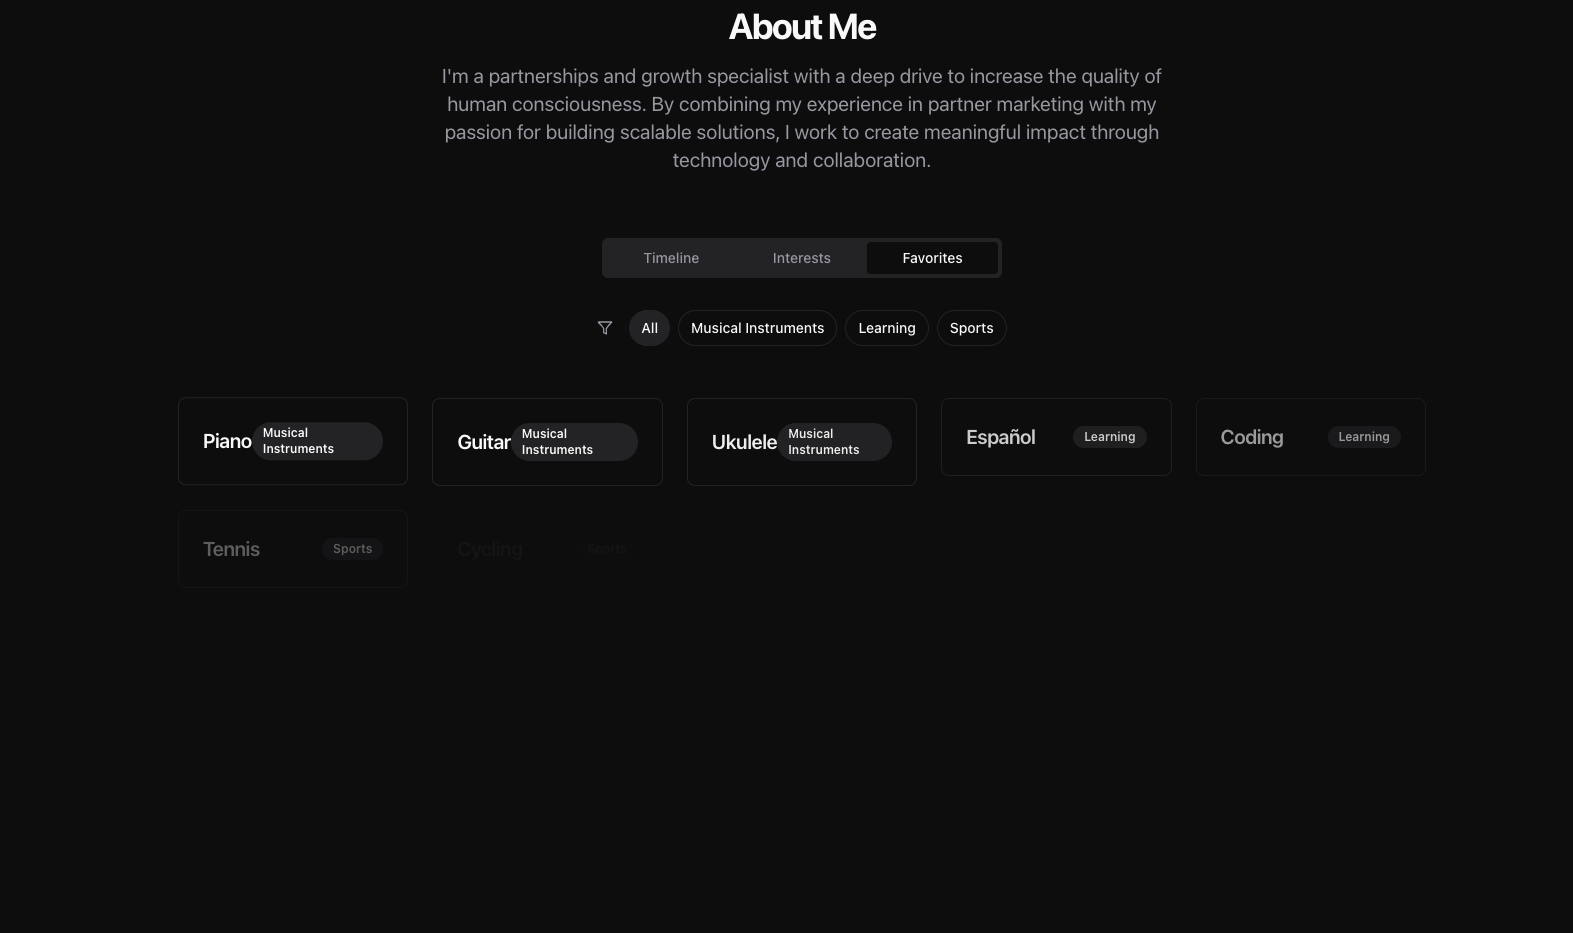 About Me
I'm a partnerships and growth specialist with a deep drive to increase the quality of
human consciousness. By combining my experience in partner marketing with my
passion for building scalable solutions, I work to create meaningful impact through
technology and collaboration.
Timeline Interests Favorites
All Musical Instruments Learning Sports
Piano Musical Instruments
Guitar Musical Instruments
Ukulele Musical Instruments
Español Learning
Coding Learning
Tennis Sports
Cycling Sports